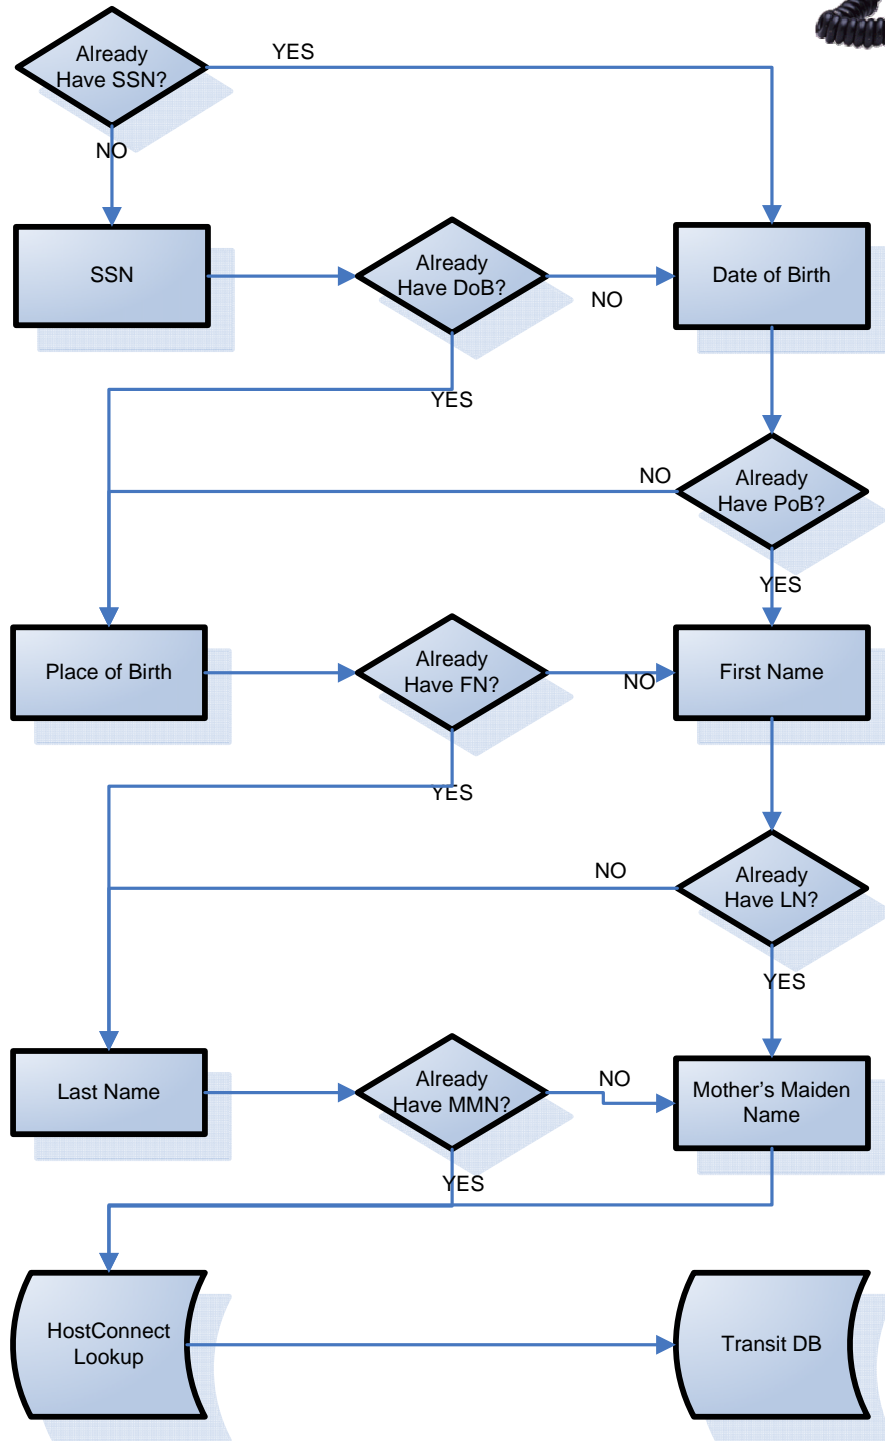 Already
Have SSN?
YES
NO
SSN
Already
Have DoB?
NO
Date of Birth
YES
Already
Have PoB?
NO
YES
Place of Birth
Already
Have FN?
NO
First Name
YES
Already
Have LN?
NO
YES
Last Name
Already
Have MMN?
NO
Mother's Maiden
Name
YES
HostConnect
Lookup
Transit DB